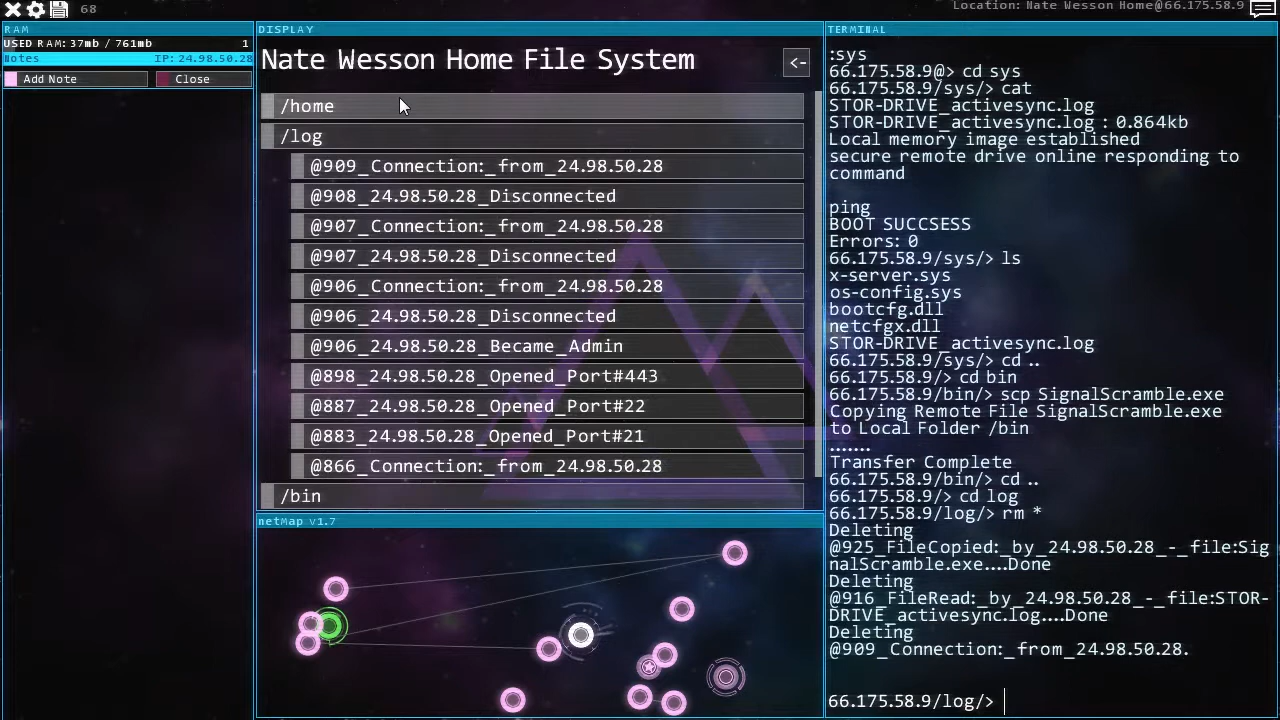 68
Location: Nate Wesson Home@66.175.58.9
RAM
USED RAM: 37mb / 761mb 1
Notes IP: 24.98.50.28
Add Note Close
DISPLAY
Nate Wesson Home File System
<-
/home
/log
@909_Connection:_from_24.98.50.28
@908_24.98.50.28_Disconnected
@907_Connection:_from_24.98.50.28
@907_24.98.50.28_Disconnected
@906_Connection:_from_24.98.50.28
@906_24.98.50.28_Disconnected
@906_24.98.50.28_Became_Admin
@898_24.98.50.28_Opened_Port#443
@887_24.98.50.28_Opened_Port#22
@883_24.98.50.28_Opened_Port#21
@866_Connection:_from_24.98.50.28
/bin
netMap v1.7
TERMINAL
:sys
66.175.58.9@> cd sys
66.175.58.9/sys/> cat
STOR-DRIVE_activesync.log
STOR-DRIVE_activesync.log : 0.864kb
Local memory image established
secure remote drive online responding to
command
ping
BOOT SUCCSESS
Errors: 0
66.175.58.9/sys/> ls
x-server.sys
os-config.sys
bootcfg.dll
netcfgx.dll
STOR-DRIVE_activesync.log
66.175.58.9/sys/> cd ..
66.175.58.9/> cd bin
66.175.58.9/bin/> scp SignalScramble.exe
Copying Remote File SignalScramble.exe
to Local Folder /bin
.......
Transfer Complete
66.175.58.9/bin/> cd ..
66.175.58.9/> cd log
66.175.58.9/log/> rm *
Deleting
@925_FileCopied:_by_24.98.50.28_-_file:Sig
nalScramble.exe....Done
Deleting
@916_FileRead:_by_24.98.50.28_-_file:STOR-
DRIVE_activesync.log....Done
Deleting
@909_Connection:_from_24.98.50.28.
66.175.58.9/log/>